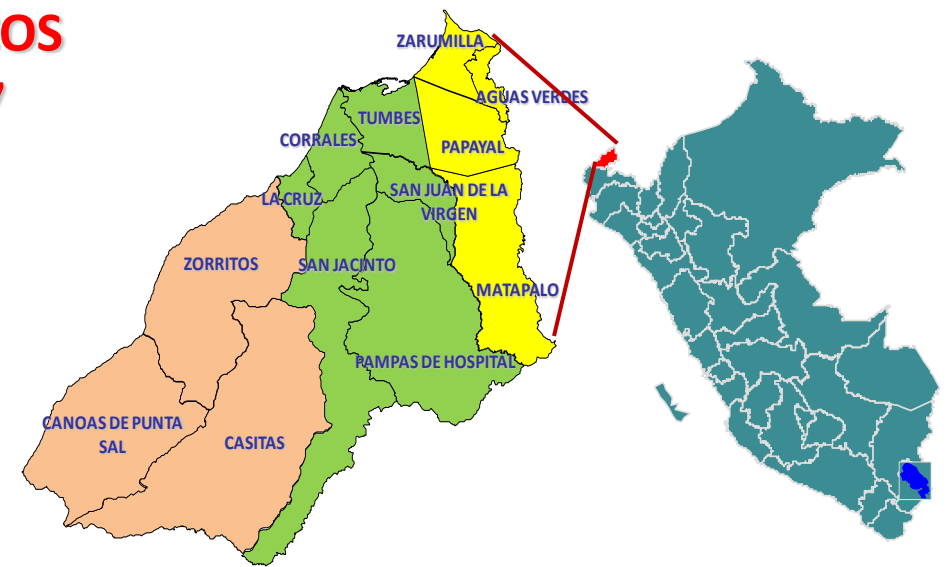 ZARUMILLA
AGUAS VERDES
TUMBES
CORRALES
PAPAYAL
LA CRUZ
SAN JUAN DE LA
VIRGEN
ZORRITOS
SAN JACINTO
MATAPALO
PAMPAS DE HOSPITAL
CANOAS DE PUNTA
SAL
CASITAS